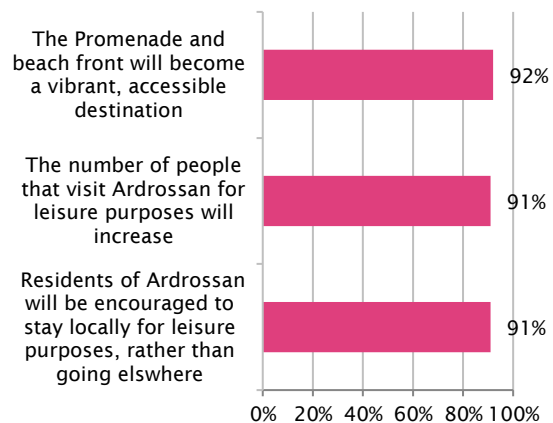 The Promenade and
beach front will become
a vibrant, accessible
destination
92%
The number of people
that visit Ardrossan for
leisure purposes will
increase
91%
Residents of Ardrossan
will be encouraged to
stay locally for leisure
purposes, rather than
going elswhere
91%
0% 20% 40% 60% 80% 100%